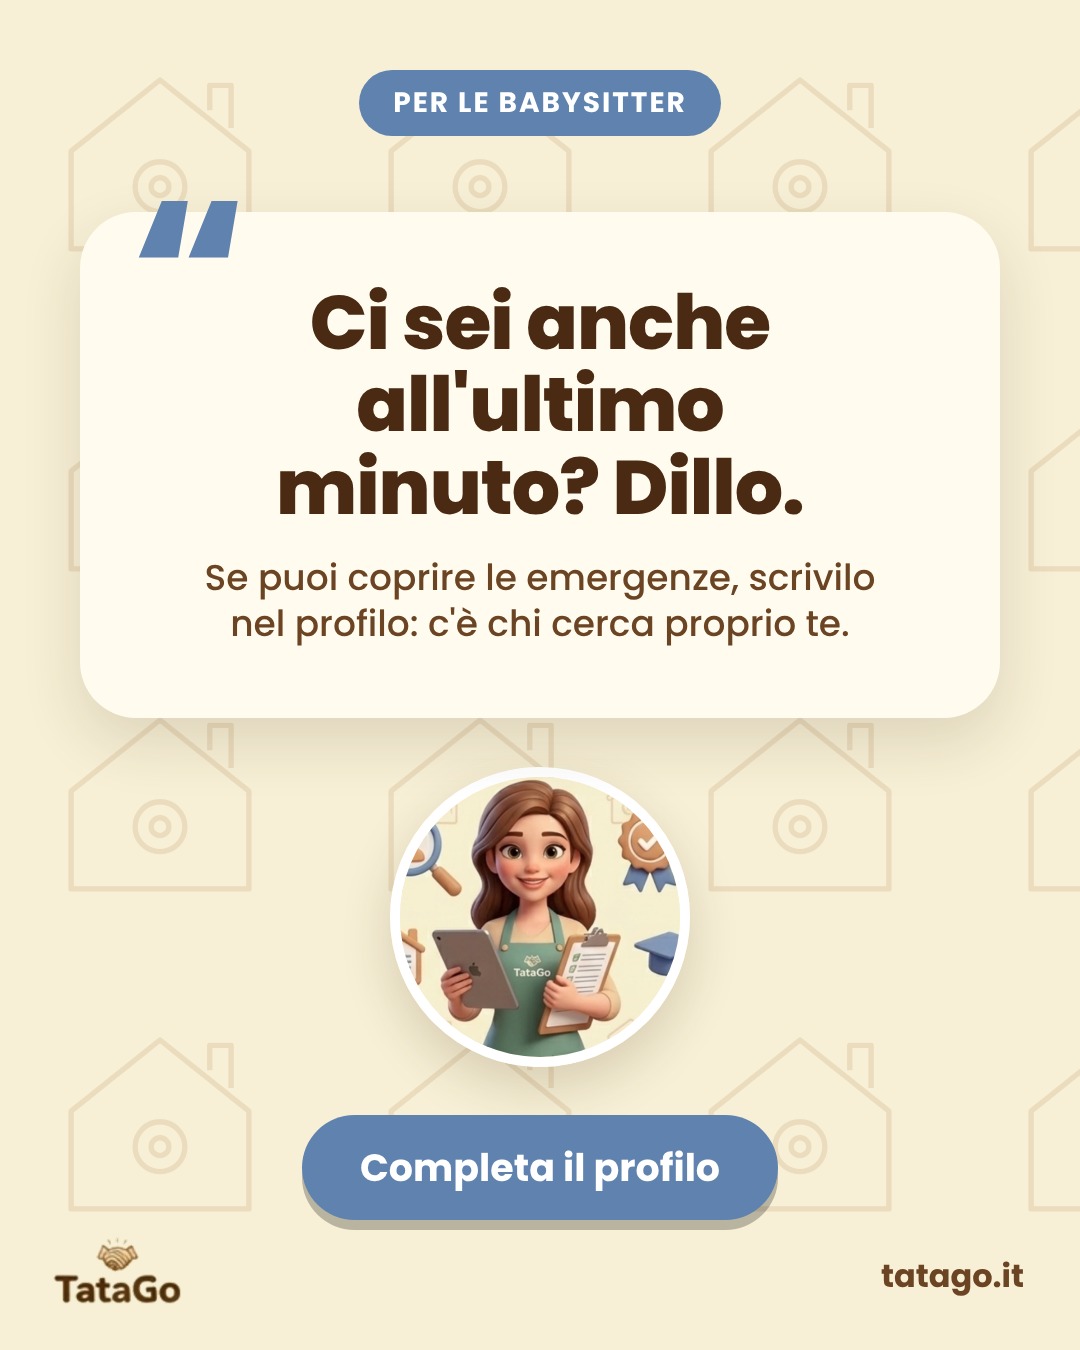 PER LE BABYSITTER
Ci sei anche
all'ultimo
minuto? Dillo.
Se puoi coprire le emergenze, scrivilo
nel profilo: c'è chi cerca proprio te.
TataGo
Completa il profilo
TataGo
tatago.it